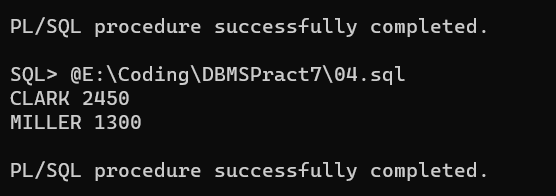 PL/SQL procedure successfully completed.
SQL> @E:\Coding\DBMSPract7\04.sql
CLARK 2450
MILLER 1300
PL/SQL procedure successfully completed.